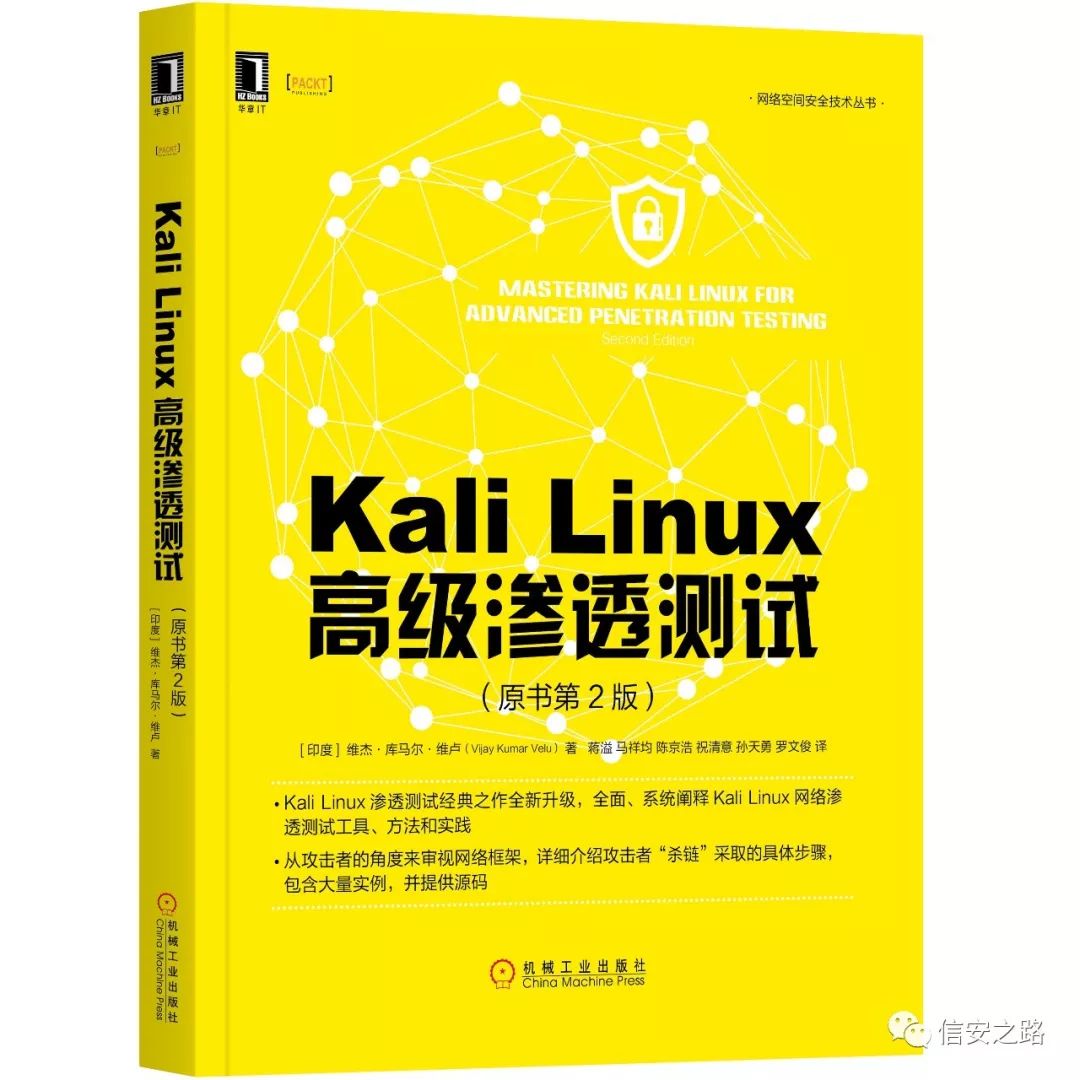 HZ BOOKS
华章IT
[PACKT]
Kali Linux 高级渗透测试
(原书第2版)
[印度] 维杰·库马尔·维卢 著
机械工业出版社
China Machine Press
HZ BOOKS
华章IT
[PACKT]
PUBLISHING
·网络空间安全技术丛书·
MASTERING KALI LINUX FOR
ADVANCED PENETRATION TESTING
Second Edition
Kali Linux
高级渗透测试
(原书第2版)
[印度] 维杰·库马尔·维卢(Vijay Kumar Velu)著 蒋溢 马祥均 陈京浩 祝清意 孙天勇 罗文俊 译
·Kali Linux 渗透测试经典之作全新升级,全面、系统阐释 Kali Linux 网络渗
透测试工具、方法和实践
·从攻击者的角度来审视网络框架,详细介绍攻击者“杀链”采取的具体步骤,
包含大量实例,并提供源码
机械工业出版社
China Machine Press
信安之路